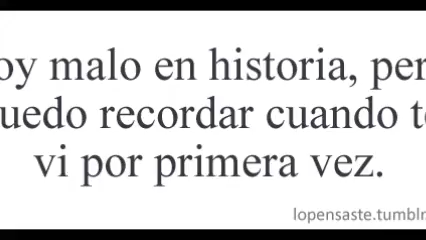 oy malo en historia, per
uedo recordar cuando t
vi por primera vez.
lopensaste.tumblr